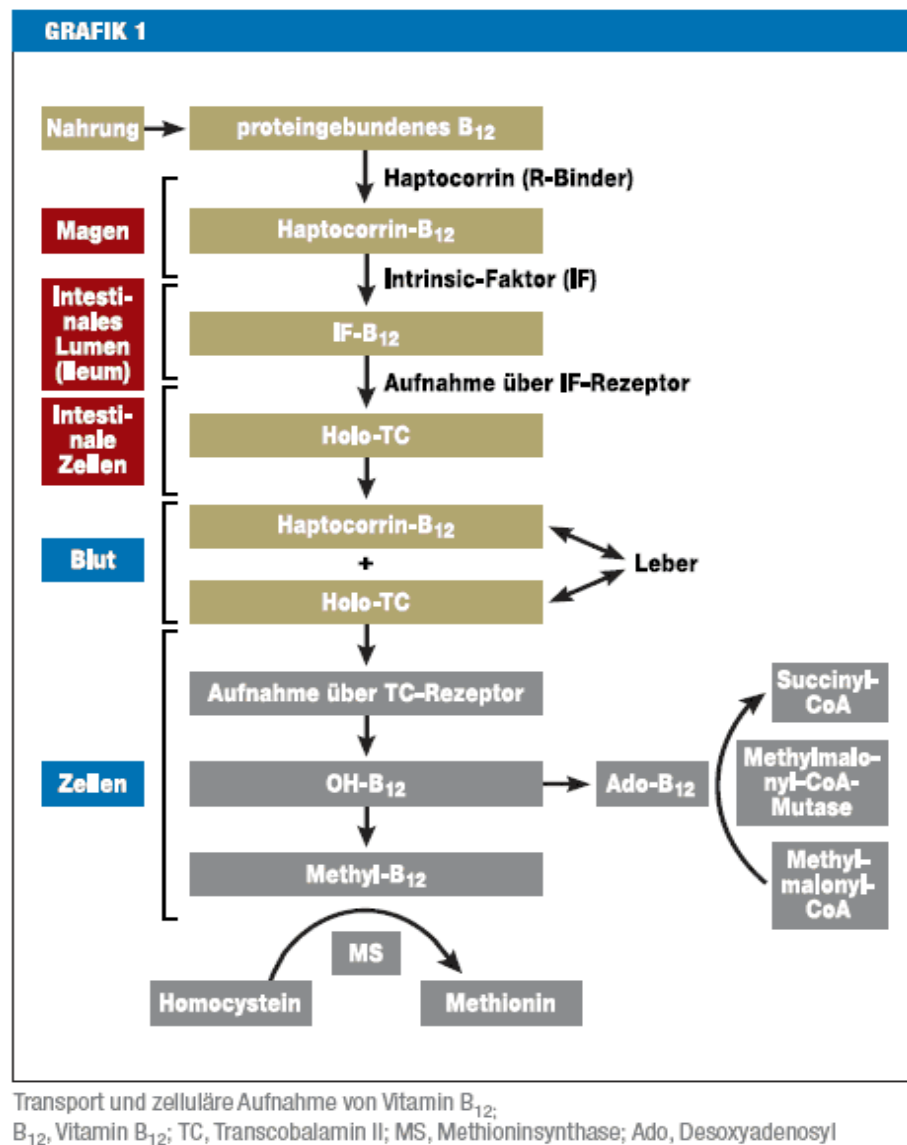 GRAFIK 1
Nahrung
proteingebundenes B₁₂
Haptocorrin (R-Binder)
Magen
Haptocorrin-B₁₂
Intrinsic-Faktor (IF)
Intesti-
nales
Lumen
(Ileum)
IF-B₁₂
Aufnahme über IF-Rezeptor
Intesti-
nale
Zellen
Holo-TC
Blut
Haptocorrin-B₁₂
+
Holo-TC
Leber
Zellen
Aufnahme über TC-Rezeptor
OH-B₁₂
Ado-B₁₂
Methyl-B₁₂
Succinyl-
CoA
Methylmalo-
nyl-CoA-
Mutase
Methyl-
malonyl-
CoA
MS
Homocystein
Methionin
Transport und zelluläre Aufnahme von Vitamin B₁₂;
B₁₂, Vitamin B₁₂; TC, Transcobalamin II; MS, Methioninsynthase; Ado, Desoxyadenosyl